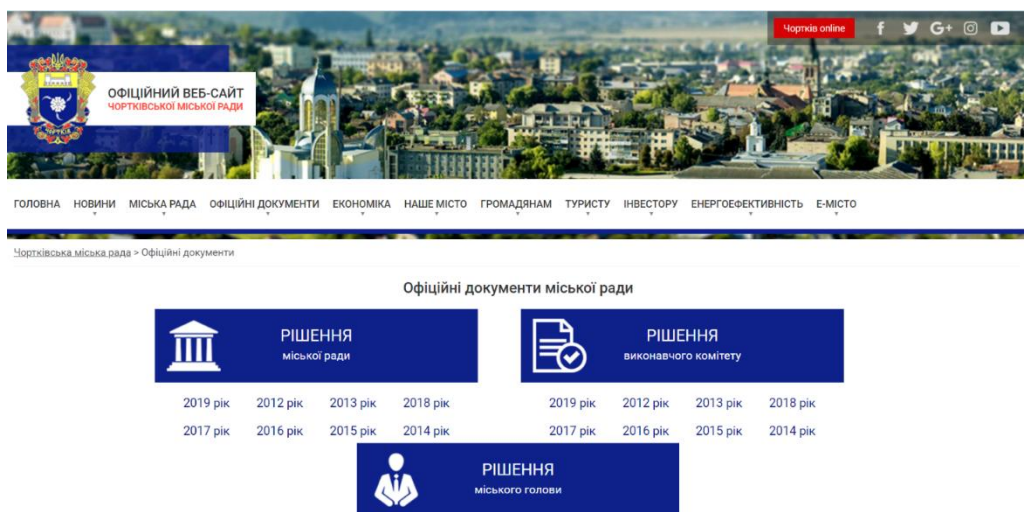 Чортків online
f G+
ОФІЦІЙНИЙ ВЕБ-САЙТ
ЧОРТКІВСЬКОЇ МІСЬКОЇ РАДИ
ГОЛОВНА НОВИНИ МІСЬКА РАДА ОФІЦІЙНІ ДОКУМЕНТИ ЕКОНОМІКА НАШЕ МІСТО ГРОМАДЯНАМ ТУРИСТУ ІНВЕСТОРУ ЕНЕРГОЕФЕКТИВНІСТЬ Е-МІСТО
Чортківська міська рада > Офіційні документи
Офіційні документи міської ради
РІШЕННЯ
міської ради
2019 рік 2012 рік 2013 рік 2018 рік
2017 рік 2016 рік 2015 рік 2014 рік
РІШЕННЯ
виконавчого комітету
2019 рік 2012 рік 2013 рік 2018 рік
2017 рік 2016 рік 2015 рік 2014 рік
РІШЕННЯ
міського голови